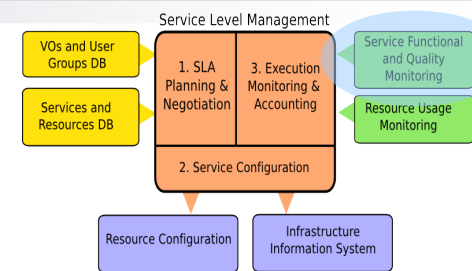 Service Level Management
VOs and User
Groups DB
Services and
Resources DB
1. SLA
Planning &
Negotiation
3. Execution
Monitoring &
Accounting
2. Service Configuration
Service Functional
and Quality
Monitoring
Resource Usage
Monitoring
Resource Configuration
Infrastructure
Information System